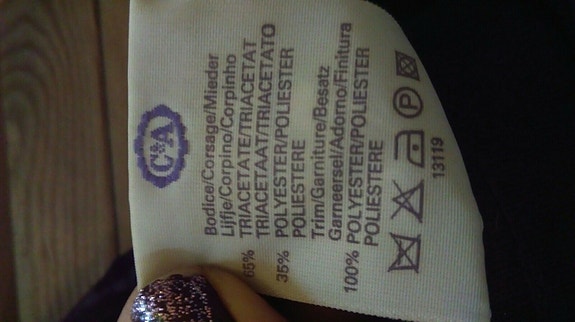 C&A
Bodice/Corsage/Mieder
Lijfje/Corpino/Corpinho
65% TRIACETATE/TRIACETAT
TRIACETAAT/TRIACETATO
35% POLYESTER/POLIESTER
POLIESTERE
Trim/Garniture/Besatz
Garneersel/Adorno/Finitura
100% POLYESTER/POLIESTER
POLIESTERE
P
13119